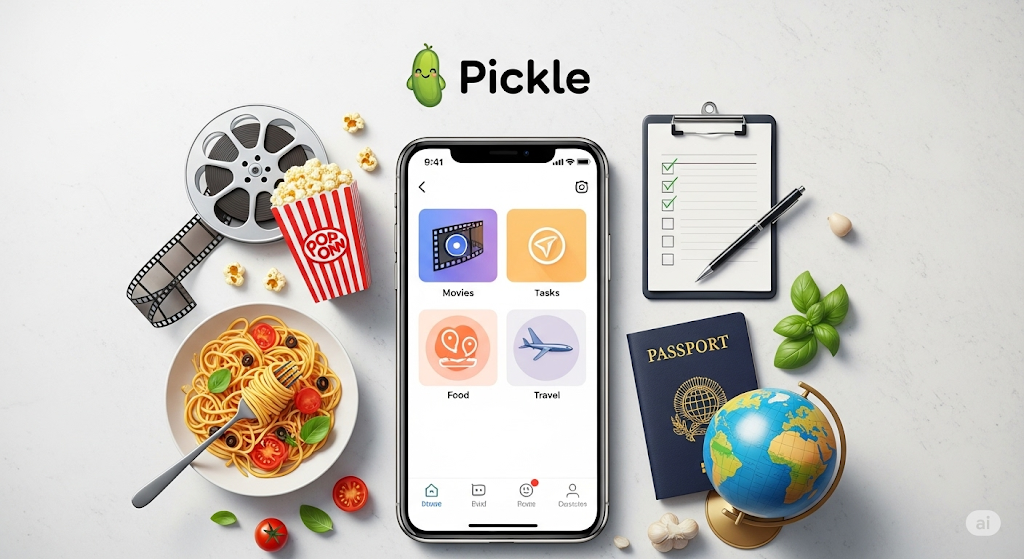 Pickle
9:41
POP
Movies
Tasks
Food
Travel
PASSPORT
ai